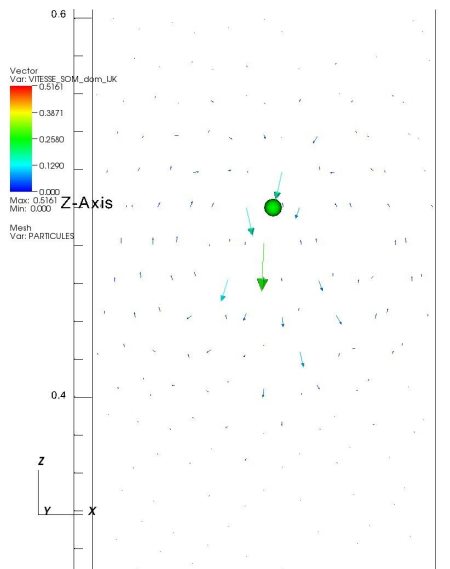 0.6
Vector
Var: VITESSE_SOM_dom_IJK
0.5161
0.3871
0.2580
0.1290
0.000
Max: 0.5161
Min: 0.000
Z-Axis
Mesh
Var: PARTICULES
0.4
Z
Y X